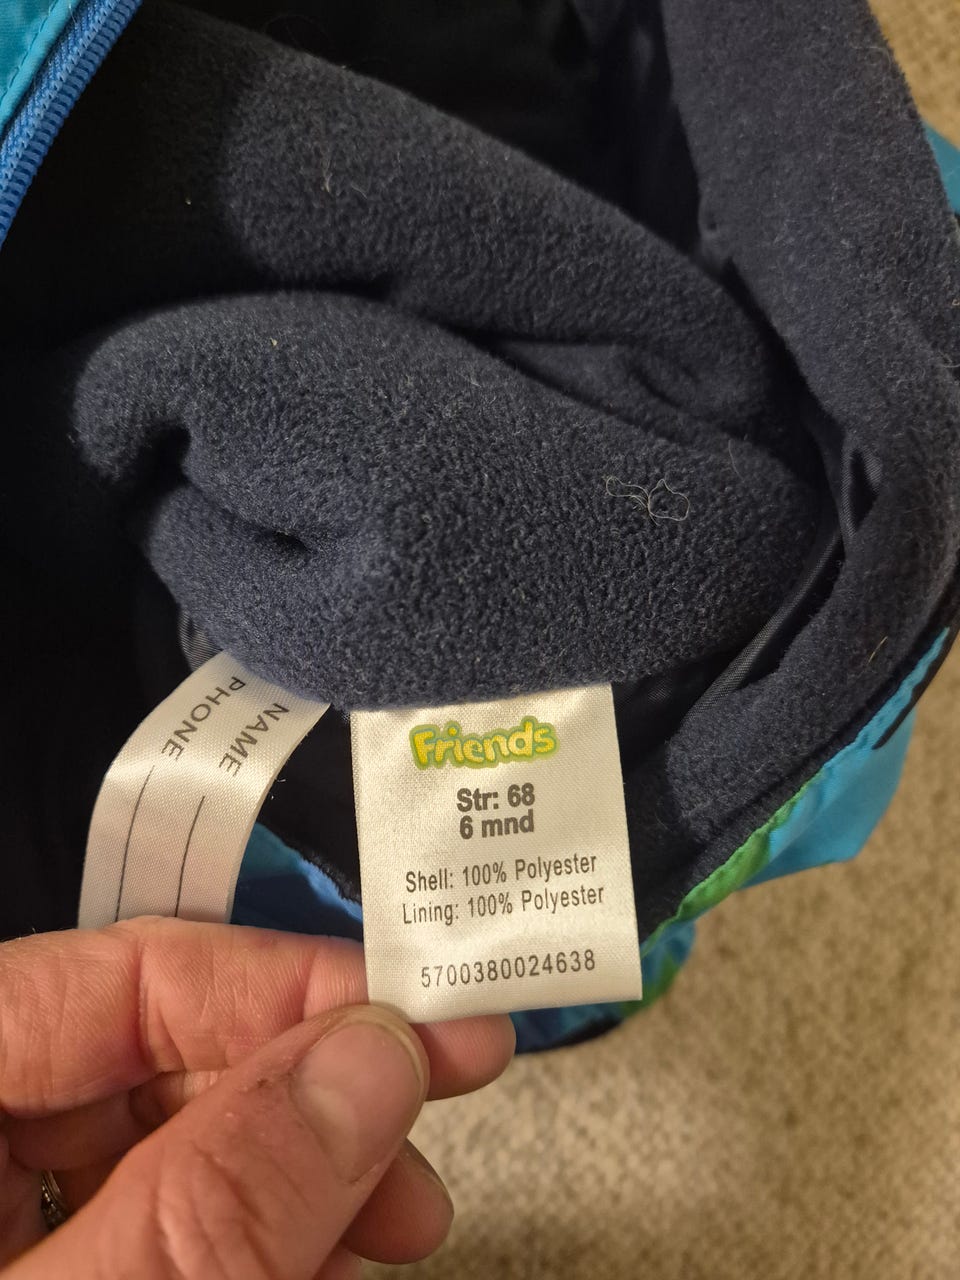 NAME
PHONE
Friends
Str: 68
6 mnd
Shell: 100% Polyester
Lining: 100% Polyester
5700380024638